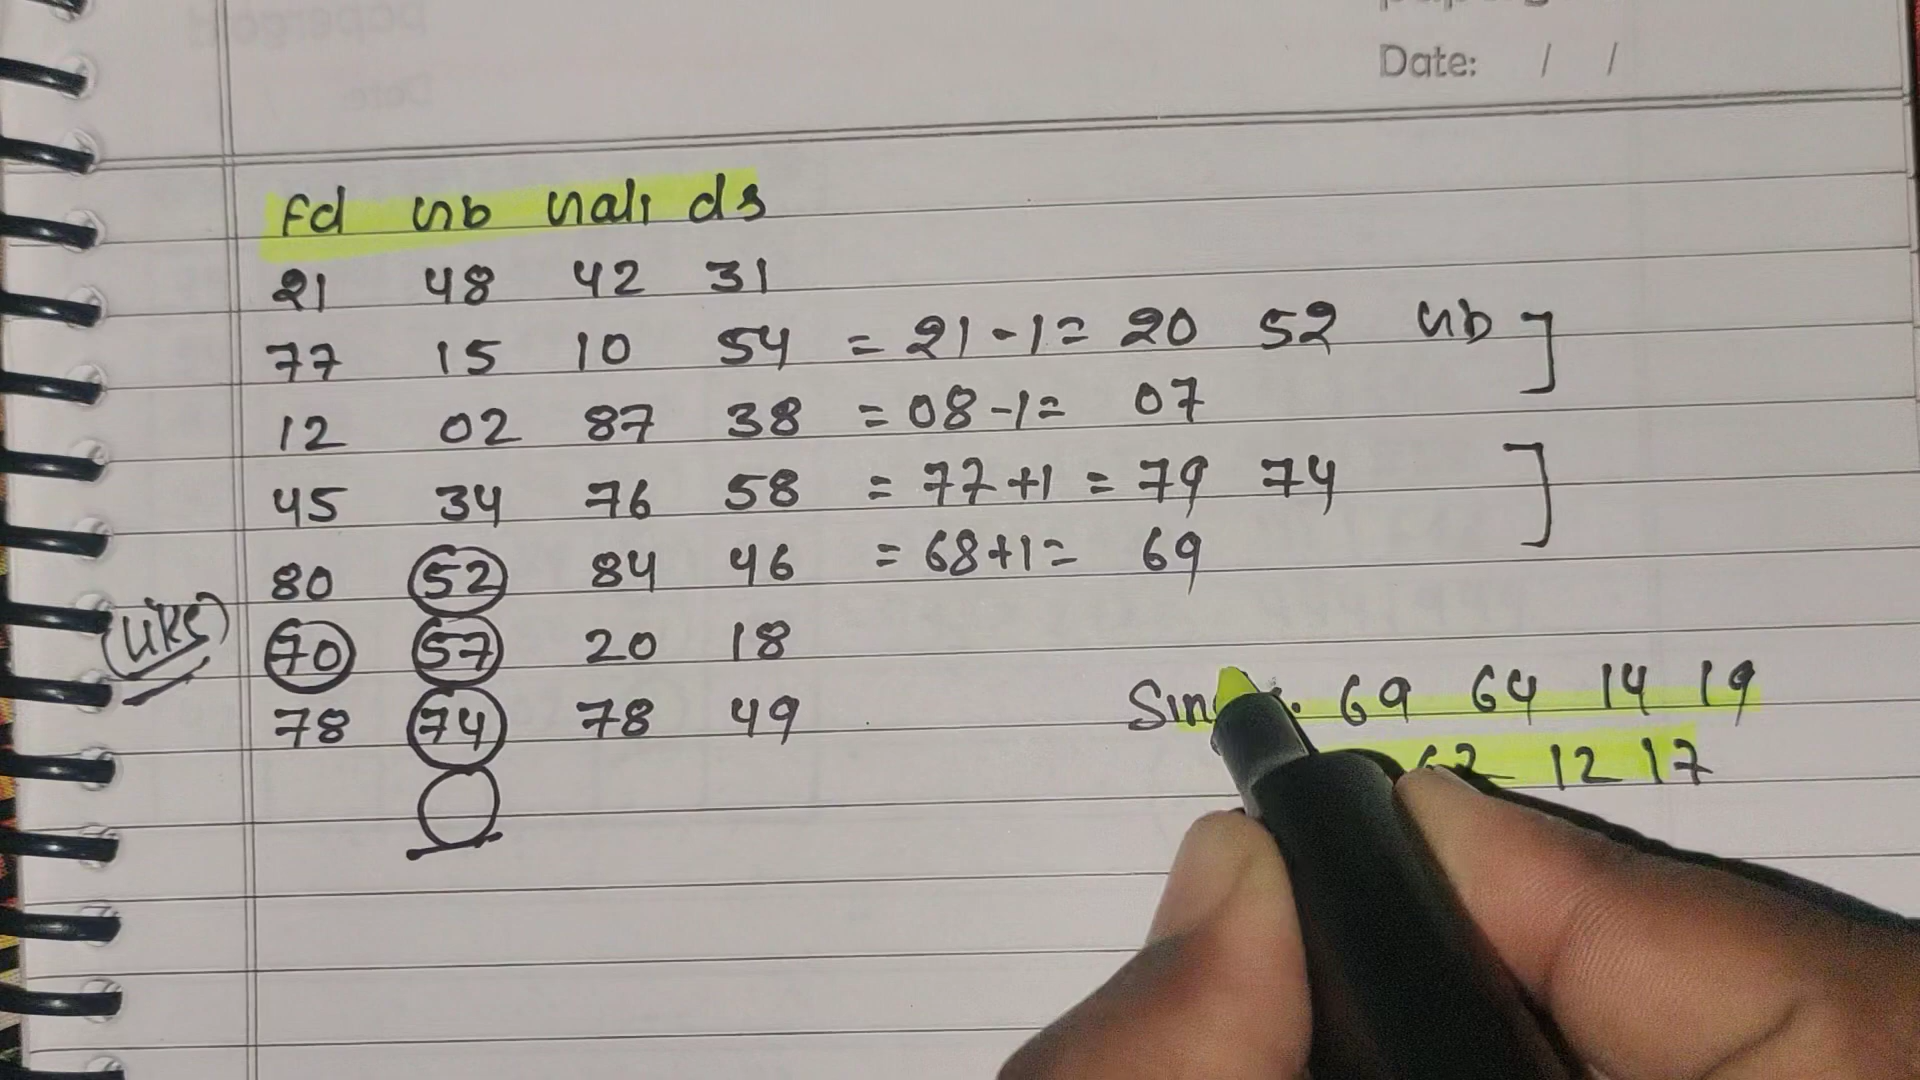 Date: / /
Fd gb gali ds
21 48 42 31
77 15 10 54 = 21-1= 20 52 gb ]
12 02 87 38 = 08-1= 07
45 34 76 58 = 77+1 = 79 74 ]
80 52 84 46 = 68+1= 69
(LIKE)
70 57 20 18
78 74 78 49
69 64 14 19
62 12 17